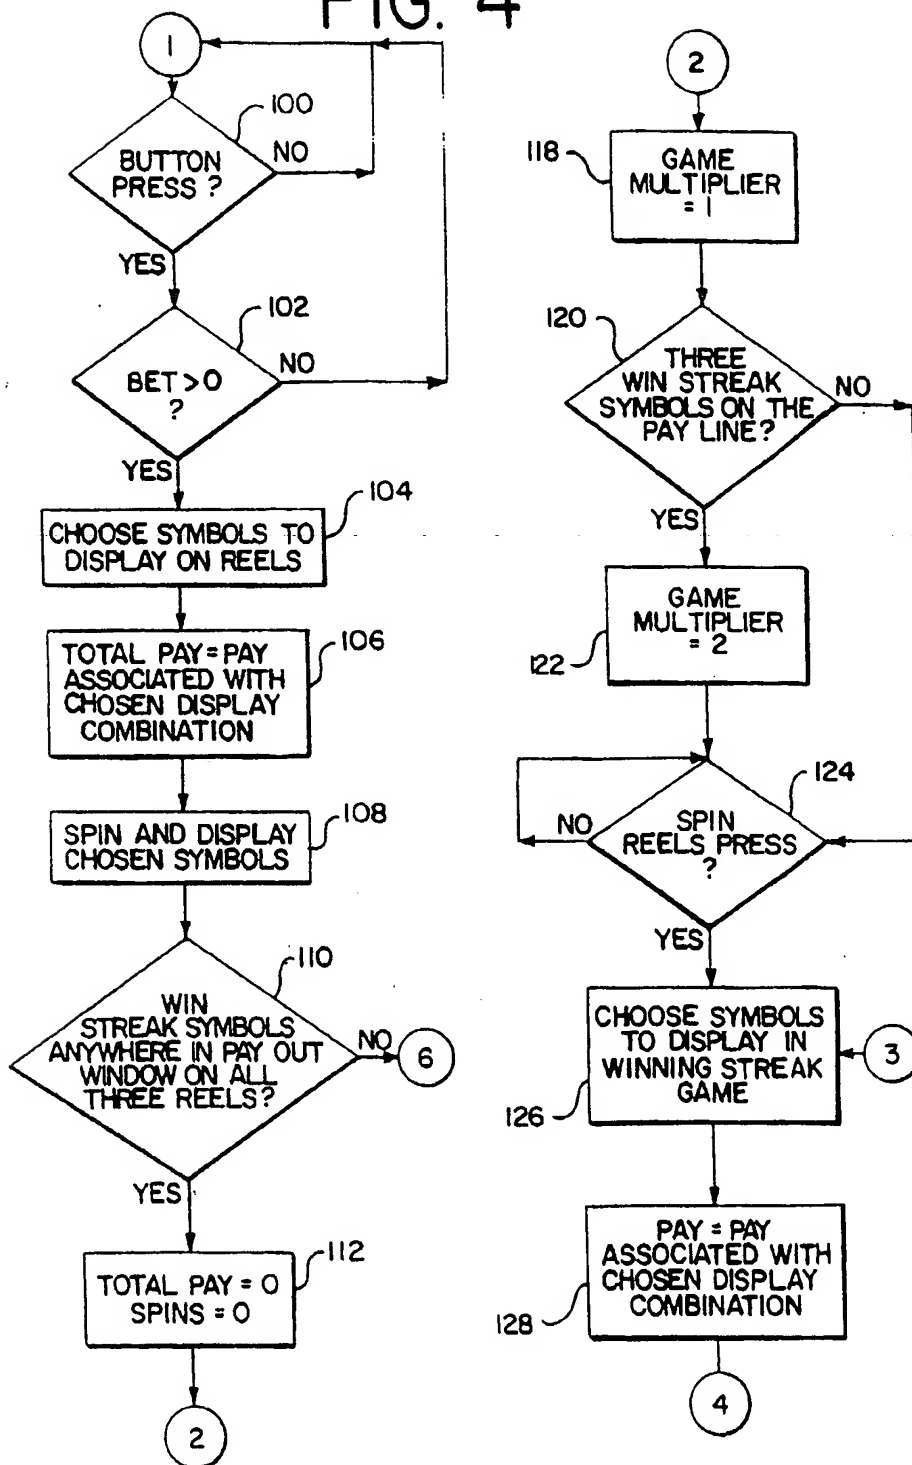 FIG. 4
1
100
BUTTON
PRESS ?
NO
YES
102
BET > 0
?
NO
YES
104
CHOOSE SYMBOLS TO
DISPLAY ON REELS
106
TOTAL PAY = PAY
ASSOCIATED WITH
CHOSEN DISPLAY
COMBINATION
108
SPIN AND DISPLAY
CHOSEN SYMBOLS
110
WIN
STREAK SYMBOLS
ANYWHERE IN PAY OUT
WINDOW ON ALL
THREE REELS?
NO
6
YES
112
TOTAL PAY = 0
SPINS = 0
2
2
118
GAME
MULTIPLIER
= 1
120
THREE
WIN STREAK
SYMBOLS ON THE
PAY LINE?
NO
YES
GAME
MULTIPLIER
= 2
122
124
SPIN
REELS PRESS
?
NO
YES
CHOOSE SYMBOLS
TO DISPLAY IN
WINNING STREAK
GAME
3
126
PAY = PAY
ASSOCIATED WITH
CHOSEN DISPLAY
COMBINATION
128
4